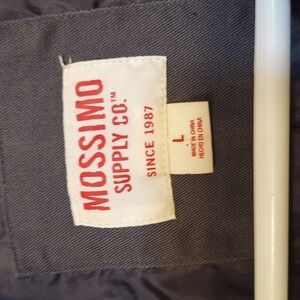 MOSSIMO
SUPPLY CO.™
SINCE 1987
L
MADE IN CHINA
HECHO EN CHINA